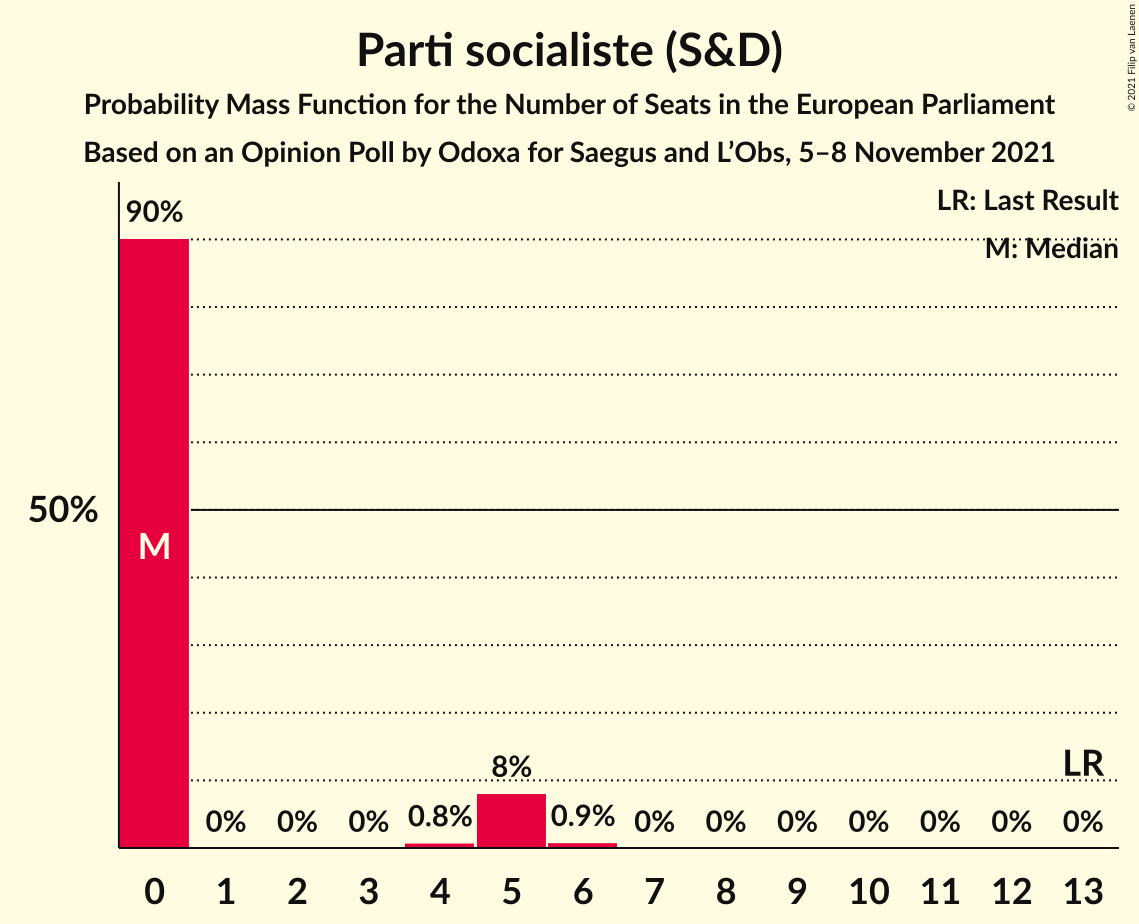 Parti socialiste (S&D)
Probability Mass Function for the Number of Seats in the European Parliament
Based on an Opinion Poll by Odoxa for Saegus and L’Obs, 5–8 November 2021
© 2021 Filip van Laenen
LR: Last Result
M: Median
90%
50%
M
8%
LR
0% 0% 0% 0.8% 0.9% 0% 0% 0% 0% 0% 0% 0%
0 1 2 3 4 5 6 7 8 9 10 11 12 13